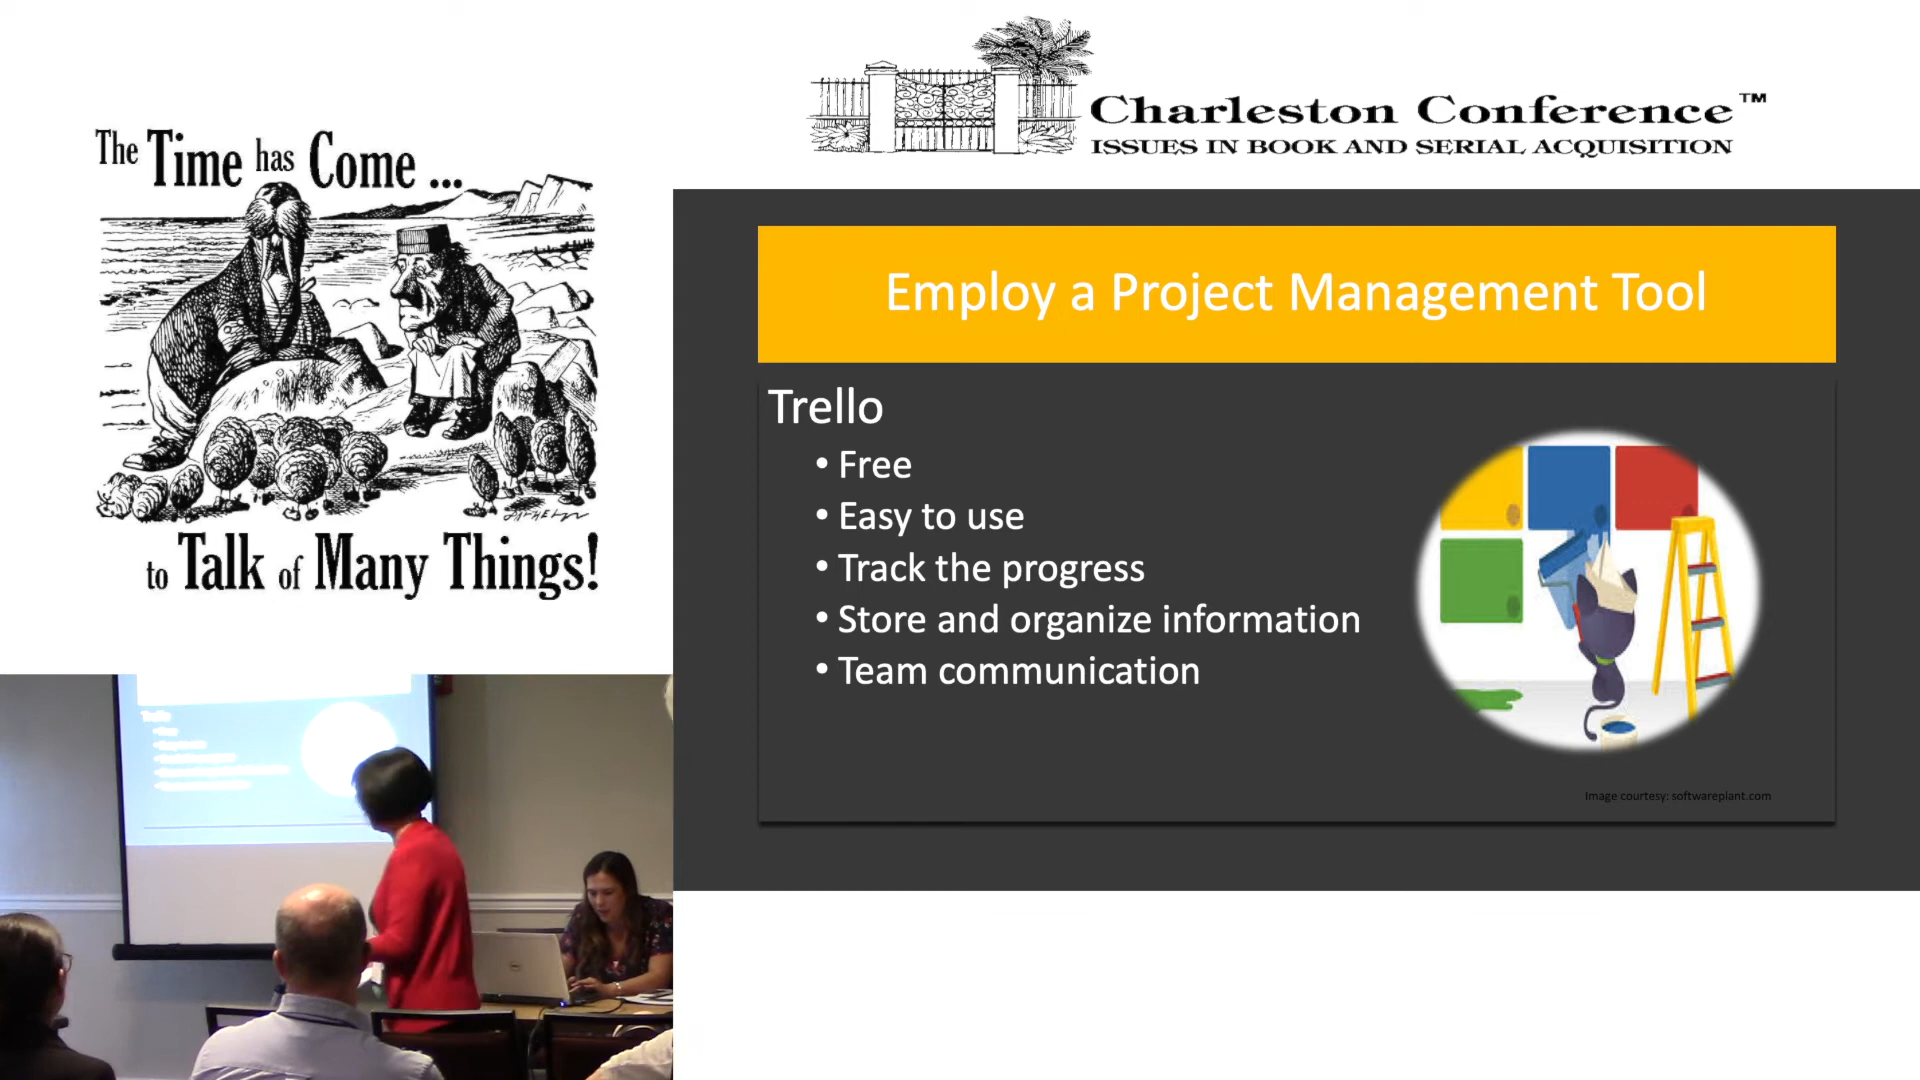 The Time has Come ...
to Talk of Many Things!
Charleston Conference™
ISSUES IN BOOK AND SERIAL ACQUISITION
Employ a Project Management Tool
Trello
• Free
• Easy to use
• Track the progress
• Store and organize information
• Team communication
Image courtesy: softwareplant.com